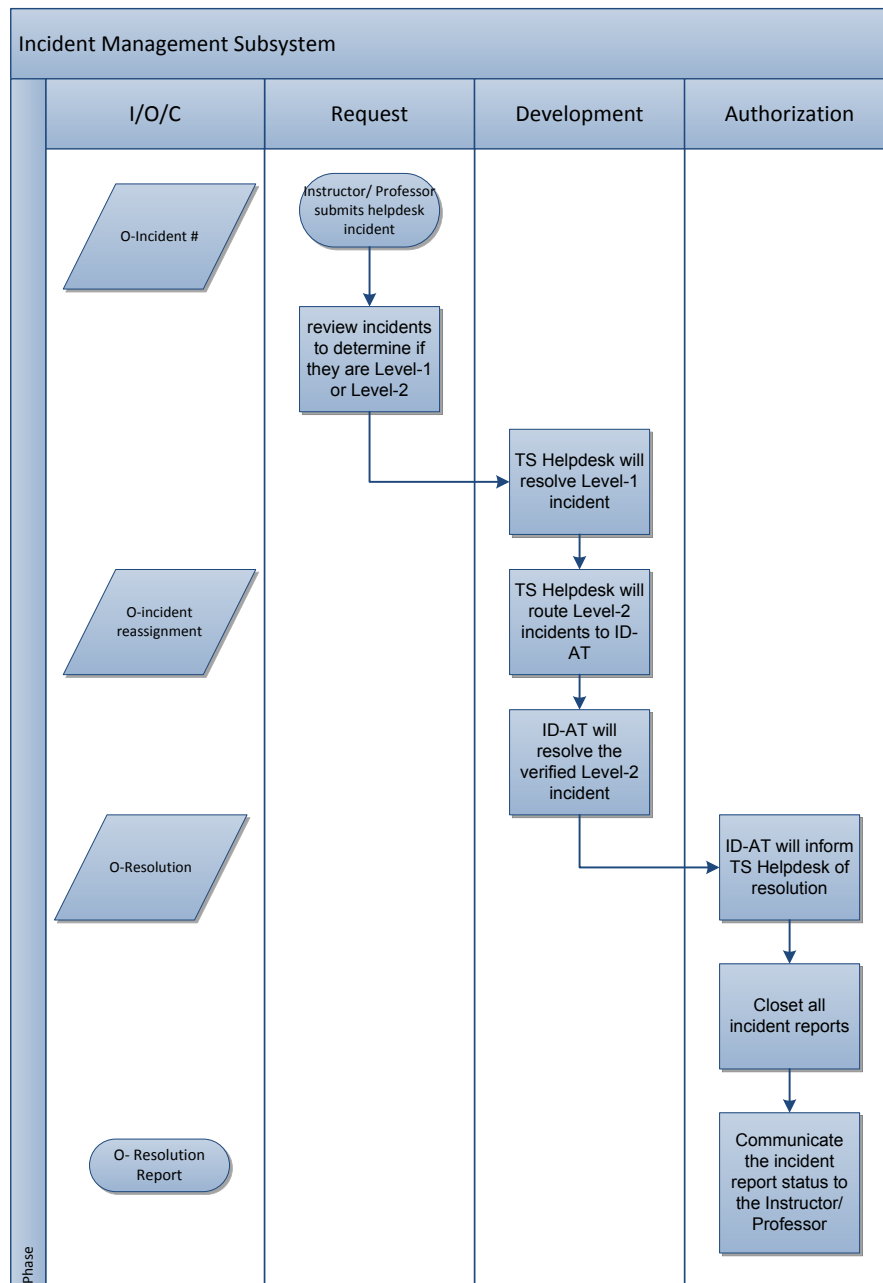 Incident Management Subsystem
I/O/C
Request
Development
Authorization
O-Incident #
Instructor/ Professor
submits helpdesk
incident
review incidents
to determine if
they are Level-1
or Level-2
TS Helpdesk will
resolve Level-1
incident
O-incident
reassignment
TS Helpdesk will
route Level-2
incidents to ID-
AT
ID-AT will
resolve the
verified Level-2
incident
O-Resolution
ID-AT will inform
TS Helpdesk of
resolution
Closet all
incident reports
O- Resolution
Report
Communicate
the incident
report status to
the Instructor/
Professor
Phase